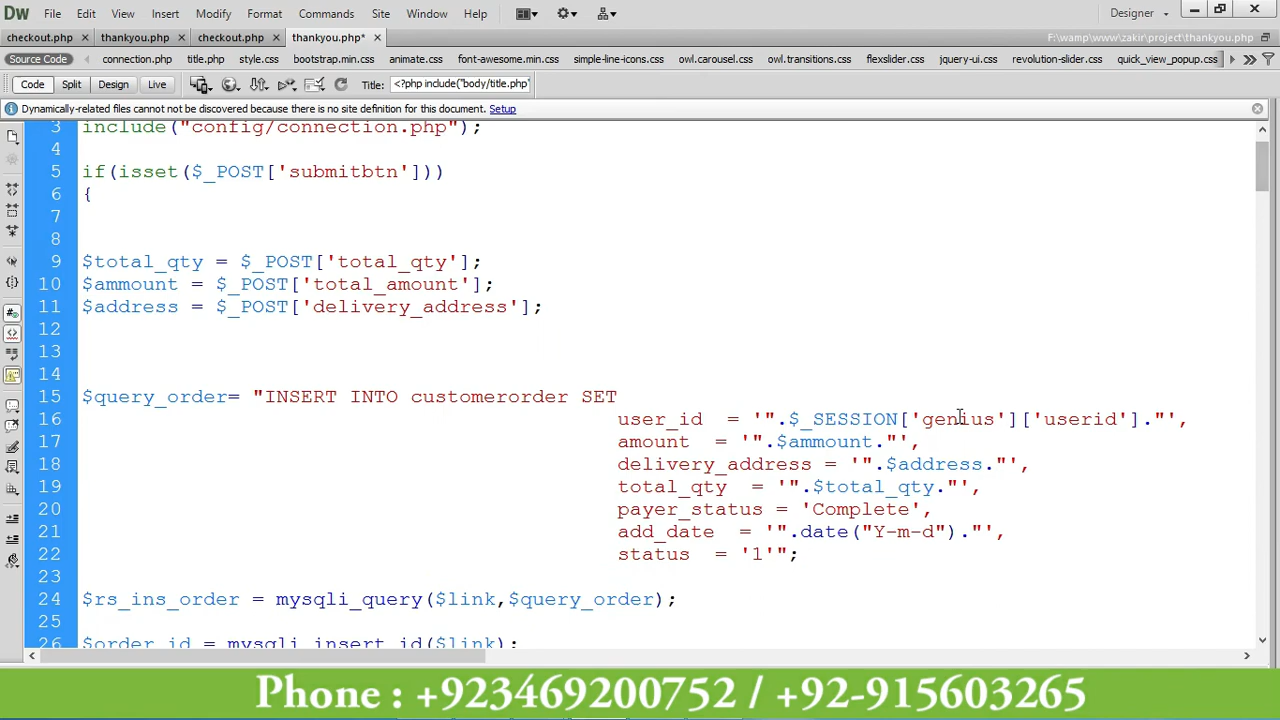 Dw File Edit View Insert Modify Format Commands Site Window Help Designer
checkout.php × thankyou.php × checkout.php × thankyou.php* × F:\wamp\www\zakir\project\thankyou.php
Source Code connection.php title.php style.css bootstrap.min.css animate.css font-awesome.min.css simple-line-icons.css owl.carousel.css owl.transitions.css flexslider.css jquery-ui.css revolution-slider.css quick_view_popup.css
Code Split Design Live Title: <?php include("body/title.php"
Dynamically-related files cannot not be discovered because there is no site definition for this document. Setup
3 include("config/connection.php");
4
5 if(isset($_POST['submitbtn']))
6 {
7
8
9 $total_qty = $_POST['total_qty'];
10 $ammount = $_POST['total_amount'];
11 $address = $_POST['delivery_address'];
12
13
14
15 $query_order= "INSERT INTO customerorder SET
16 user_id = '".$_SESSION['genius']['userid']."',
17 amount = '".$ammount."',
18 delivery_address = '".$address."',
19 total_qty = '".$total_qty."',
20 payer_status = 'Complete',
21 add_date = '".date("Y-m-d")."',
22 status = '1'";
23
24 $rs_ins_order = mysqli_query($link,$query_order);
25
26 $order_id = mysqli_insert_id($link);
Phone : +923469200752 / +92-915603265